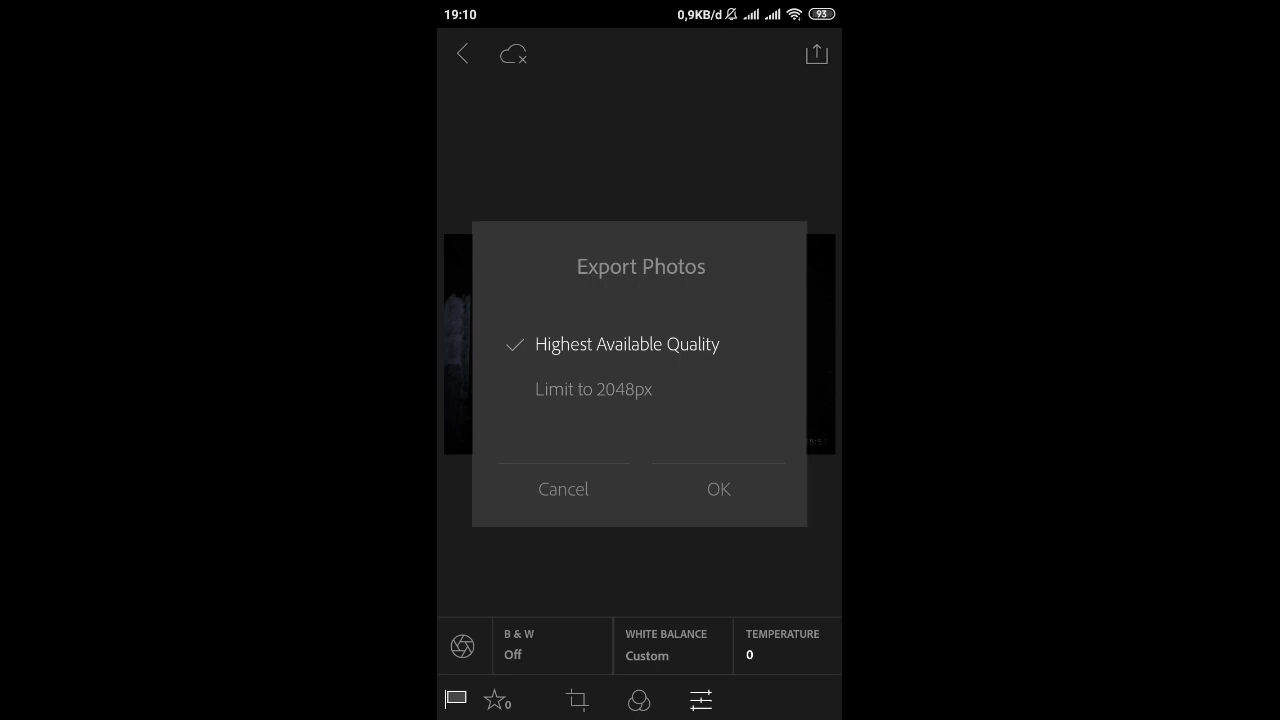 19:10
0,9KB/d
93
Export Photos
Highest Available Quality
Limit to 2048px
Cancel
OK
B & W
Off
WHITE BALANCE
Custom
TEMPERATURE
0
0